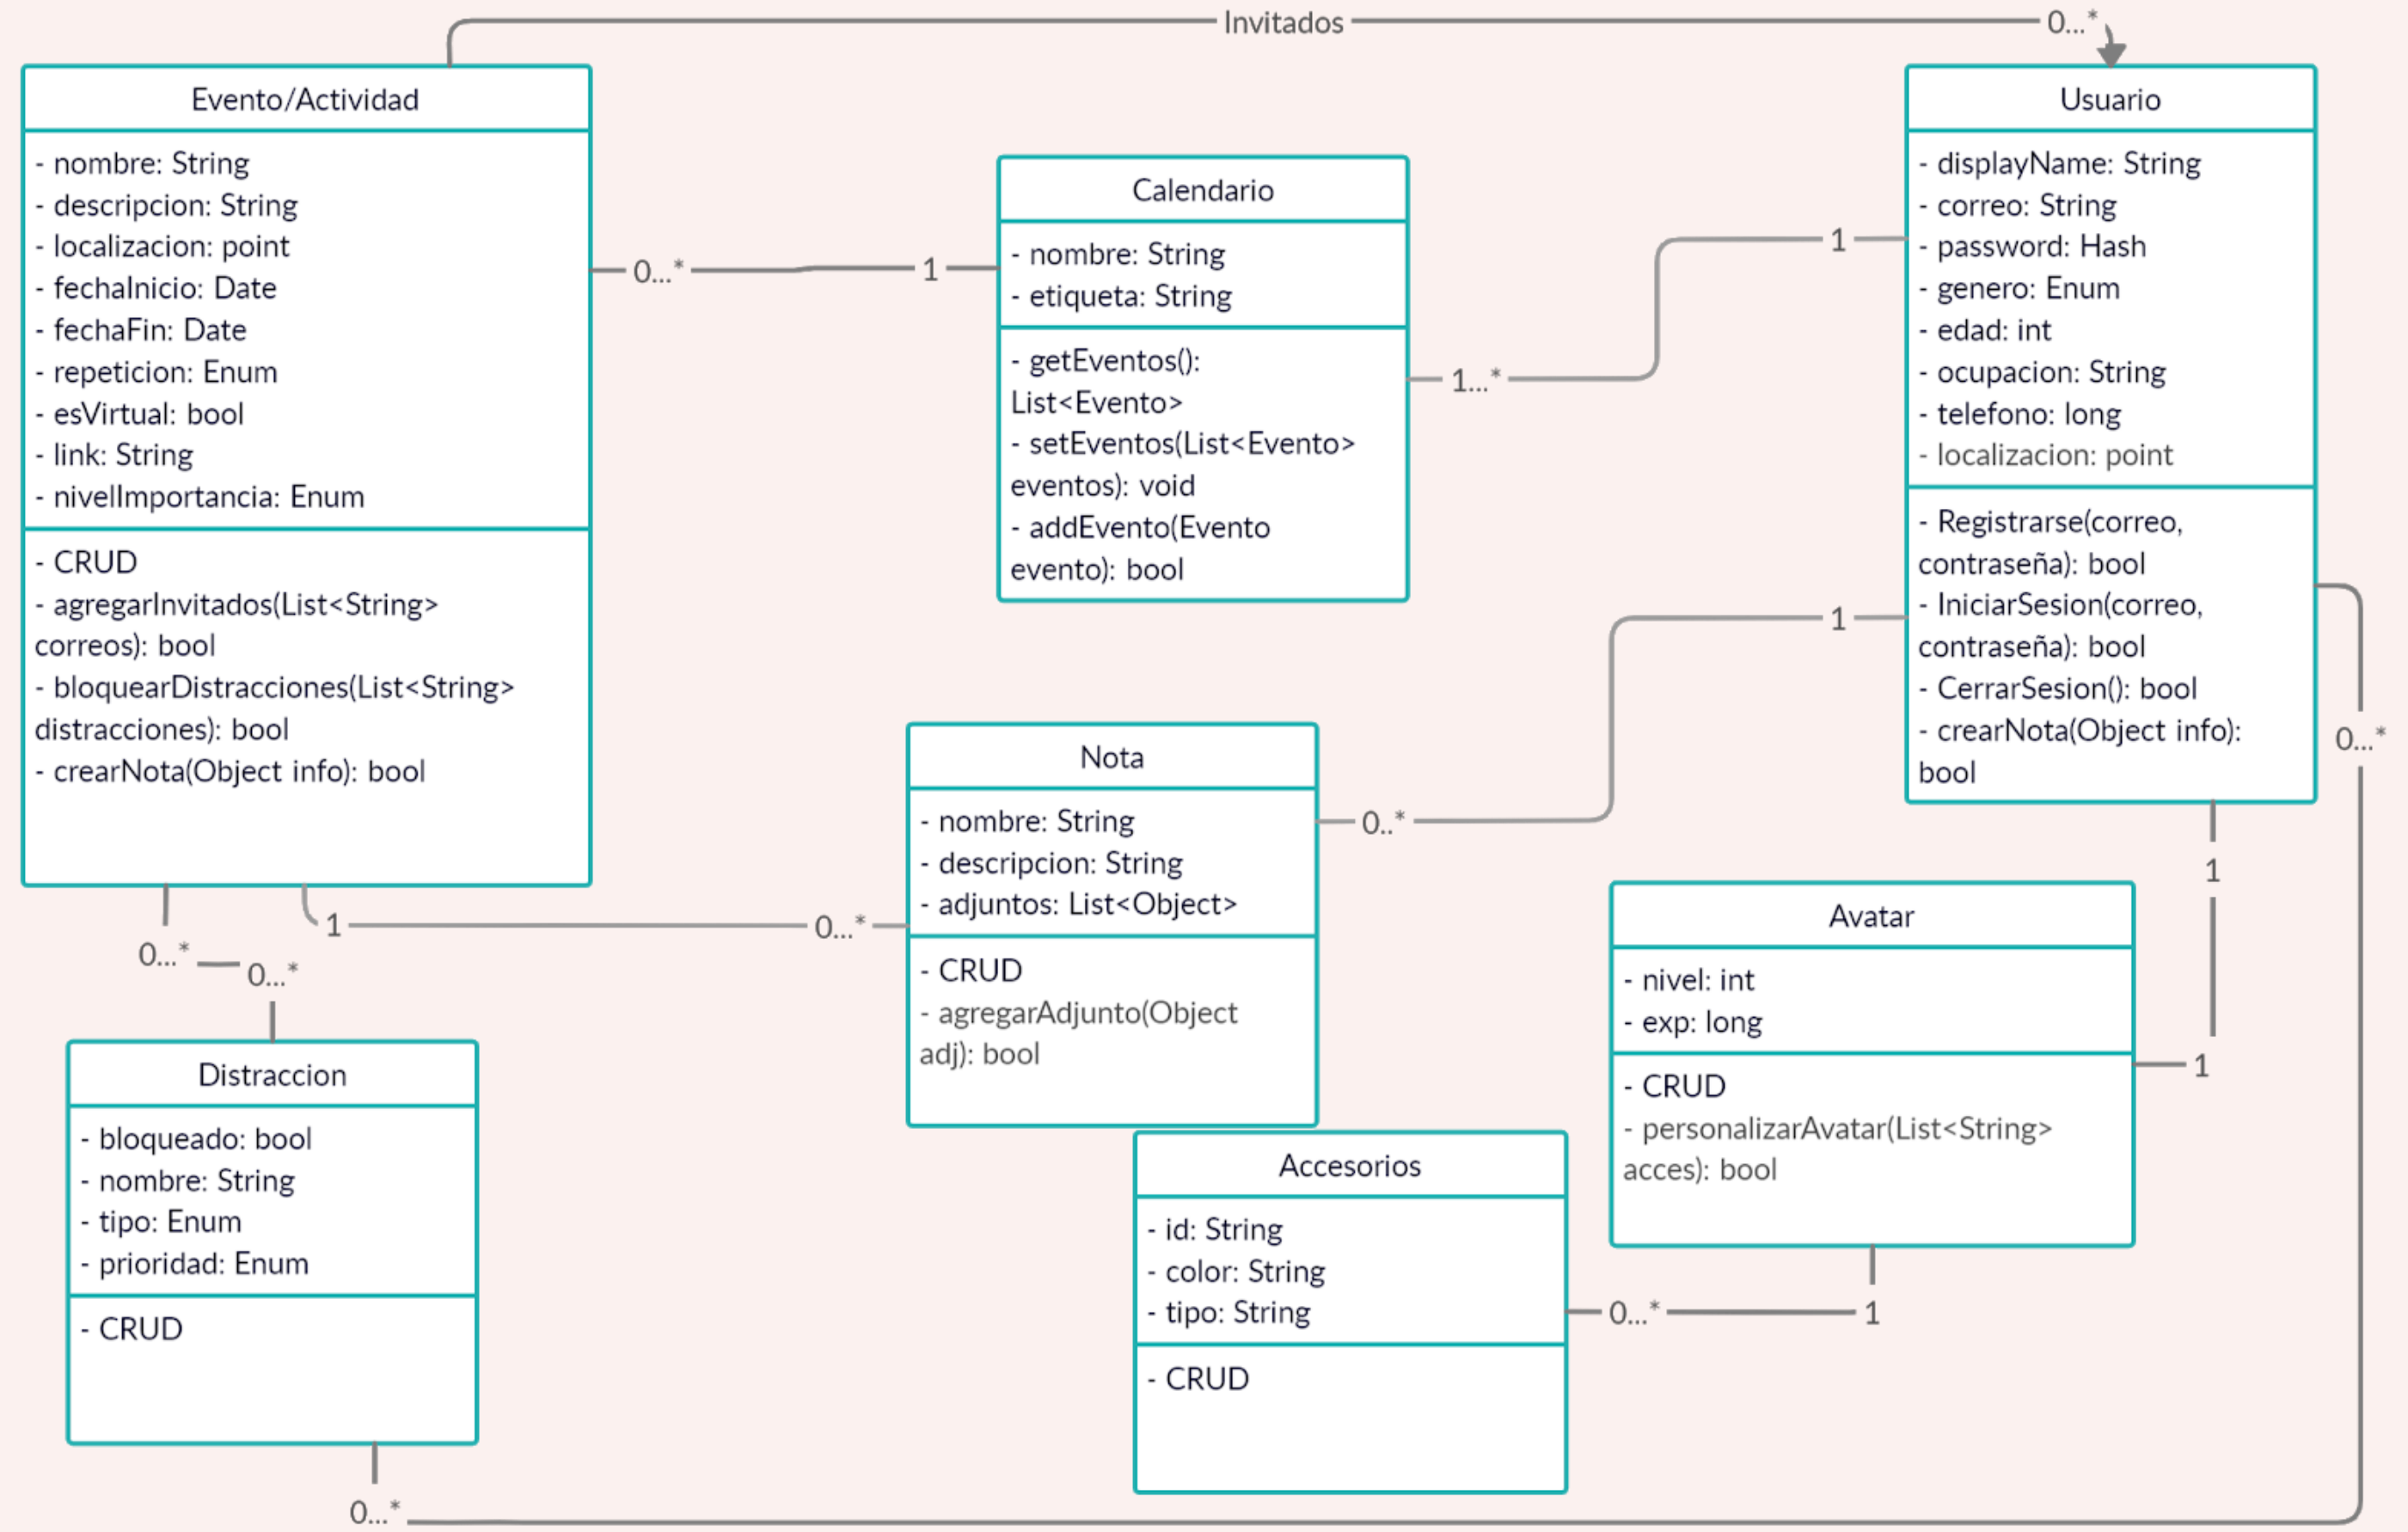 Invitados
0...*
Evento/Actividad
- nombre: String
- descripcion: String
- localizacion: point
- fechaInicio: Date
- fechaFin: Date
- repeticion: Enum
- esVirtual: bool
- link: String
- nivelImportancia: Enum
- CRUD
- agregarInvitados(List<String>
correos): bool
- bloquearDistracciones(List<String>
distracciones): bool
- crearNota(Object info): bool
0...*
1
Calendario
- nombre: String
- etiqueta: String
- getEventos():
List<Evento>
- setEventos(List<Evento>
eventos): void
- addEvento(Evento
evento): bool
1...*
1
Usuario
- displayName: String
- correo: String
- password: Hash
- genero: Enum
- edad: int
- ocupacion: String
- telefono: long
- localizacion: point
- Registrarse(correo,
contraseña): bool
- IniciarSesion(correo,
contraseña): bool
- CerrarSesion(): bool
- crearNota(Object info):
bool
1
0..*
0...*
Nota
- nombre: String
- descripcion: String
- adjuntos: List<Object>
- CRUD
- agregarAdjunto(Object
adj): bool
1
0...*
0...*
0...*
1
1
Avatar
- nivel: int
- exp: long
- CRUD
- personalizarAvatar(List<String>
acces): bool
Distraccion
- bloqueado: bool
- nombre: String
- tipo: Enum
- prioridad: Enum
- CRUD
0...*
Accesorios
- id: String
- color: String
- tipo: String
- CRUD
0...*
1